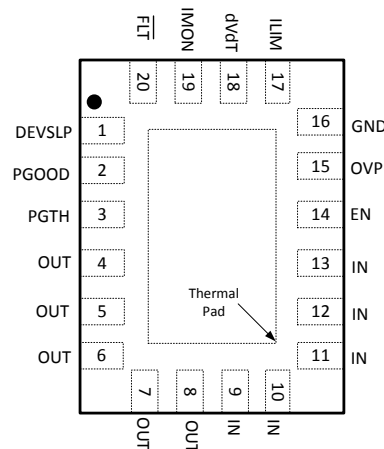 FLT IMON dVdT ILIM
20 19 18 17
DEVSLP 1 16 GND
PGOOD 2 15 OVP
PGTH 3 14 EN
OUT 4 13 IN
OUT 5 12 IN
OUT 6 11 IN
Thermal
Pad
7 8 9 10
OUT OUT IN IN